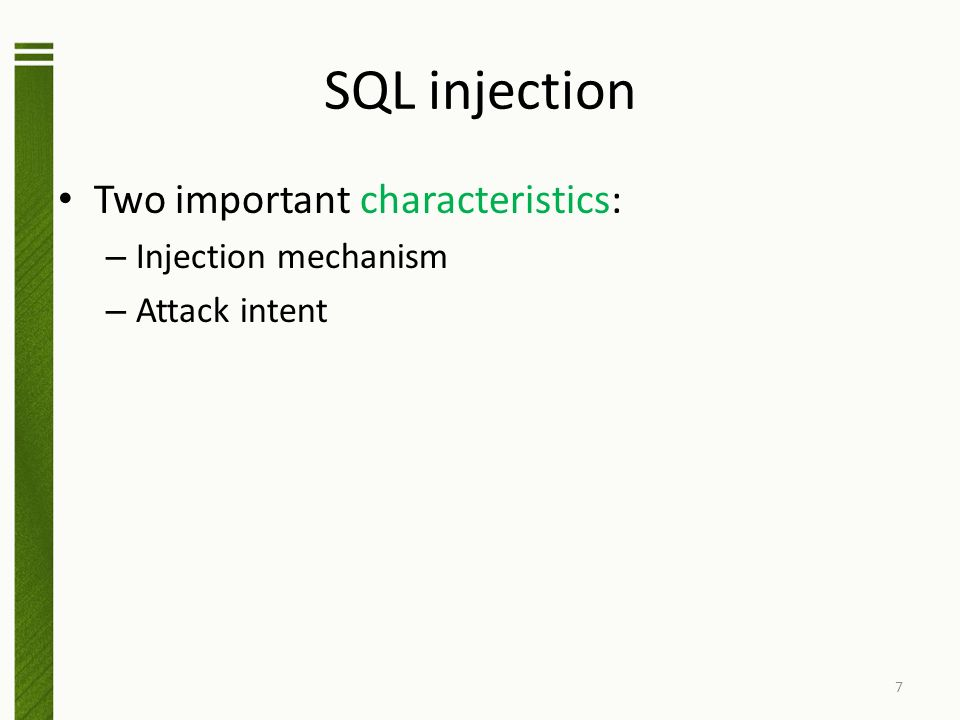 SQL injection
• Two important characteristics:
– Injection mechanism
– Attack intent
7